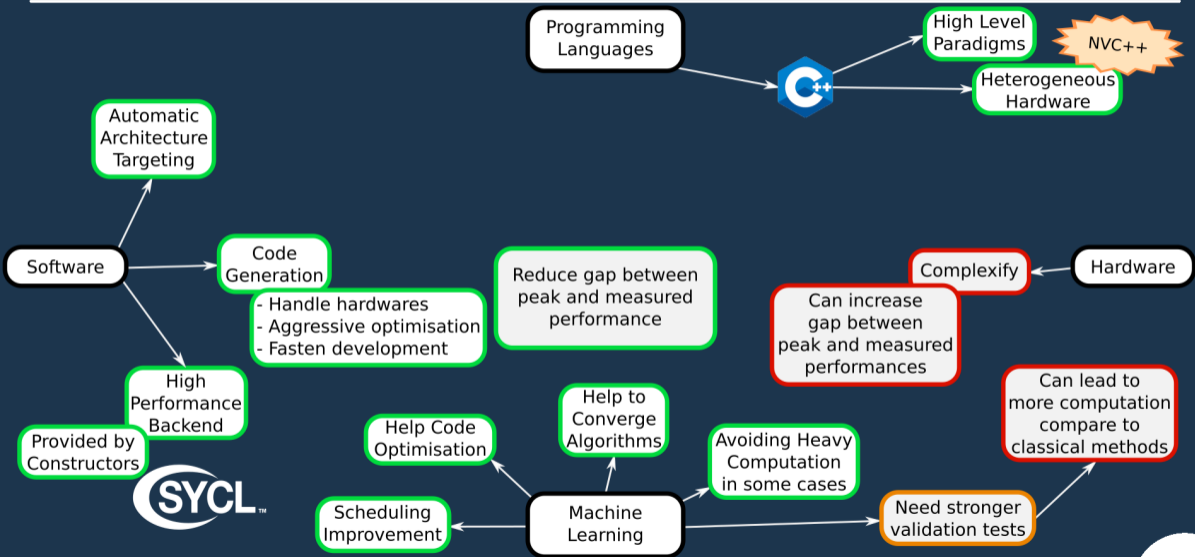 Programming
Languages
C++
High Level
Paradigms
NVC++
Heterogeneous
Hardware
Automatic
Architecture
Targeting
Software
Code
Generation
- Handle hardwares
- Aggressive optimisation
- Fasten development
High
Performance
Backend
Provided by
Constructors
SYCL™
Reduce gap between
peak and measured
performance
Complexify
Hardware
Can increase
gap between
peak and measured
performances
Can lead to
more computation
compare to
classical methods
Help Code
Optimisation
Help to
Converge
Algorithms
Avoiding Heavy
Computation
in some cases
Scheduling
Improvement
Machine
Learning
Need stronger
validation tests